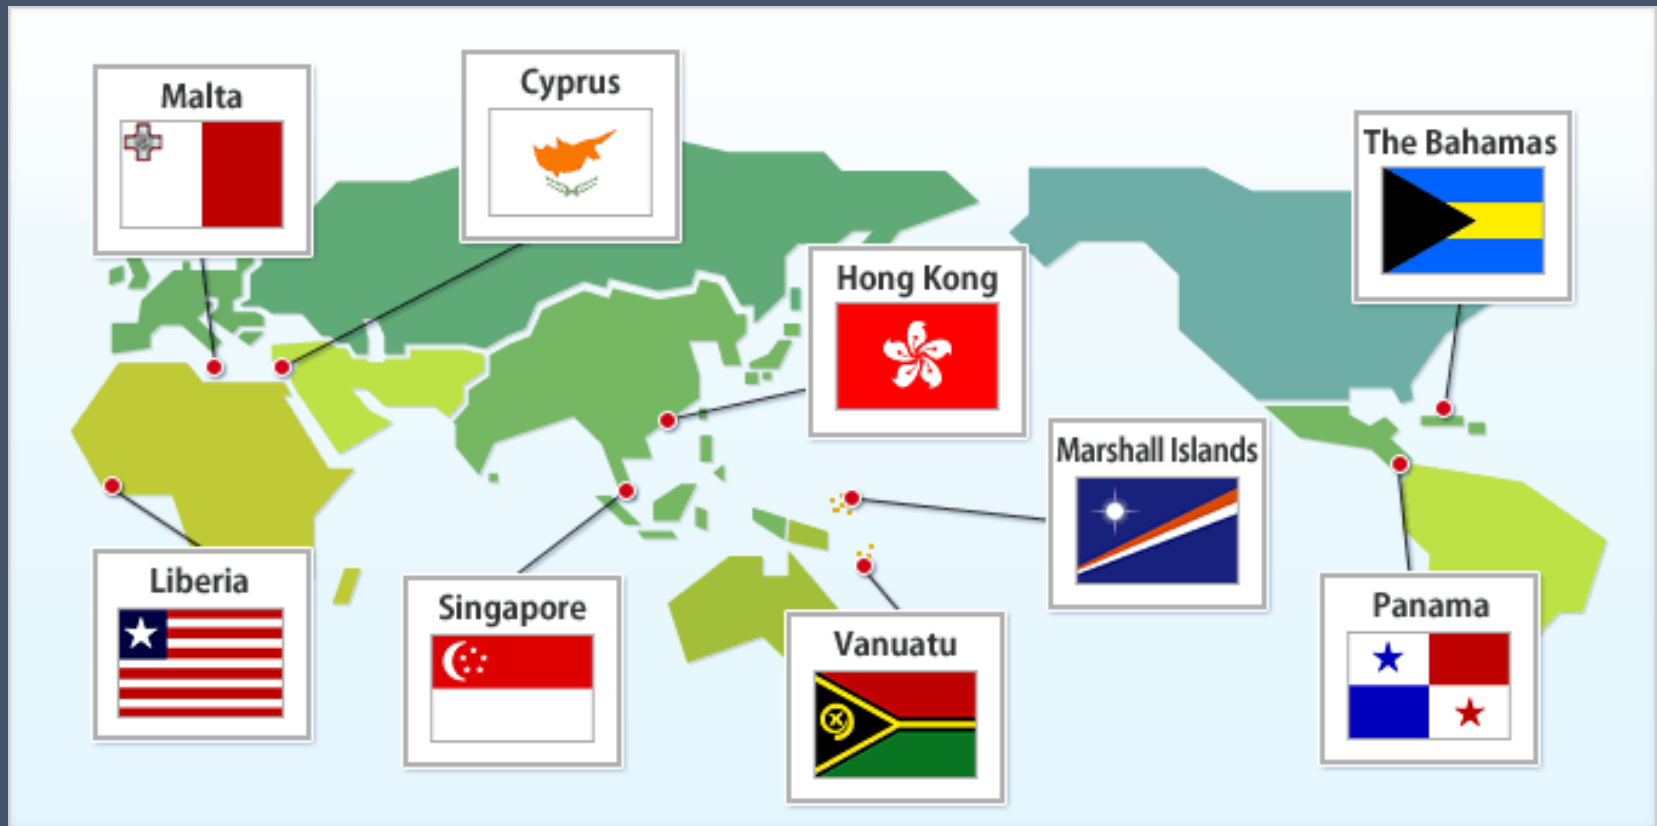 Malta
Cyprus
The Bahamas
Hong Kong
Marshall Islands
Liberia
Singapore
Vanuatu
Panama